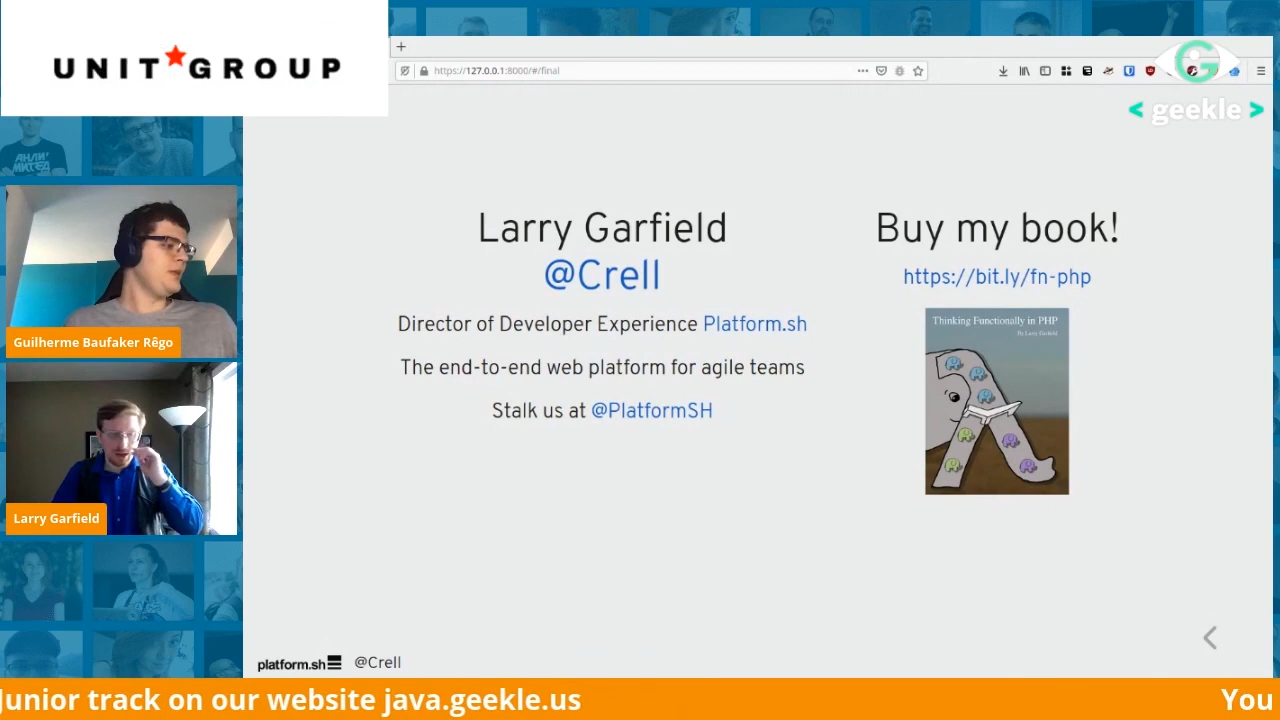 UNIT★GROUP
https://127.0.0.1:8000/#/final
< geekle >
Larry Garfield
@Crell
Director of Developer Experience Platform.sh
The end-to-end web platform for agile teams
Stalk us at @PlatformSH
Buy my book!
https://bit.ly/fn-php
Thinking Functionally in PHP
By Larry Garfield
Guilherme Baufaker Rêgo
Larry Garfield
platform.sh @Crell
Junior track on our website java.geekle.us
You